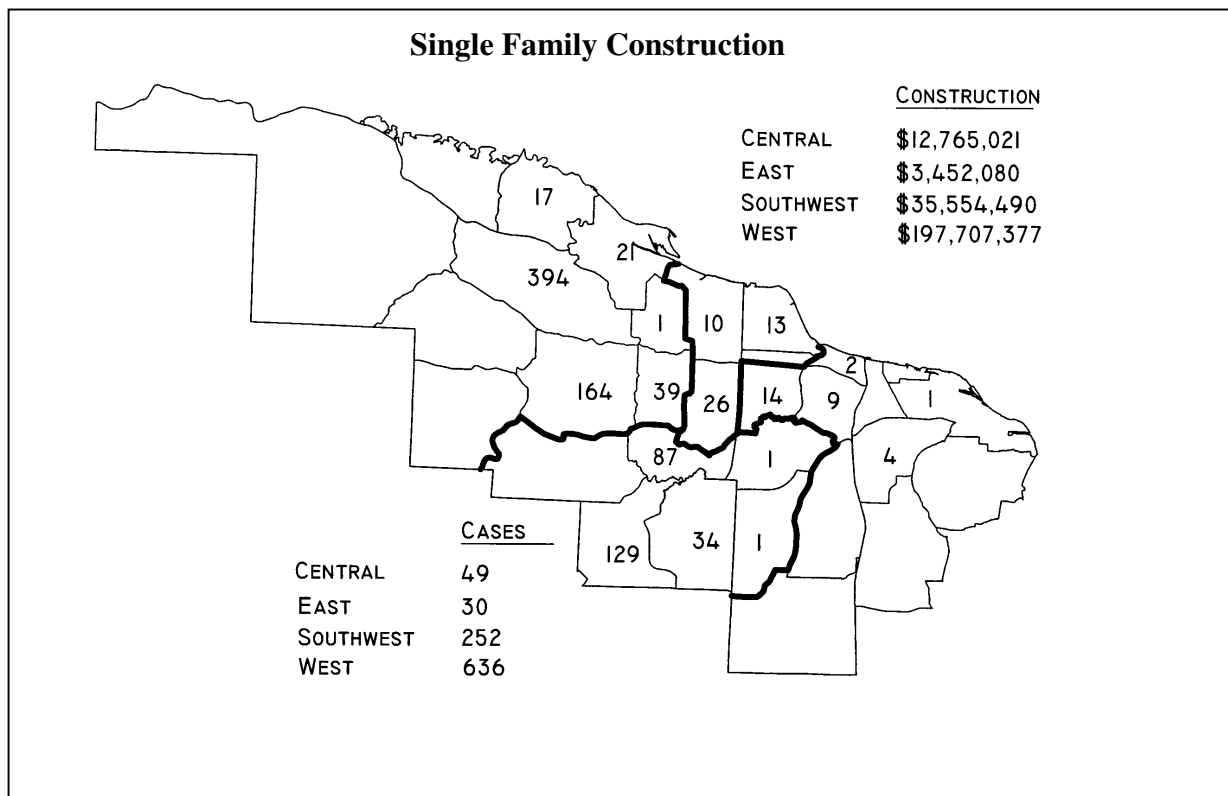 Single Family Construction
CONSTRUCTION
CENTRAL $12,765,021
EAST $3,452,080
SOUTHWEST $35,554,490
WEST $197,707,377
17
21
394
1
10
13
2
164
39
26
14
9
1
87
1
4
129
34
1
CASES
CENTRAL 49
EAST 30
SOUTHWEST 252
WEST 636